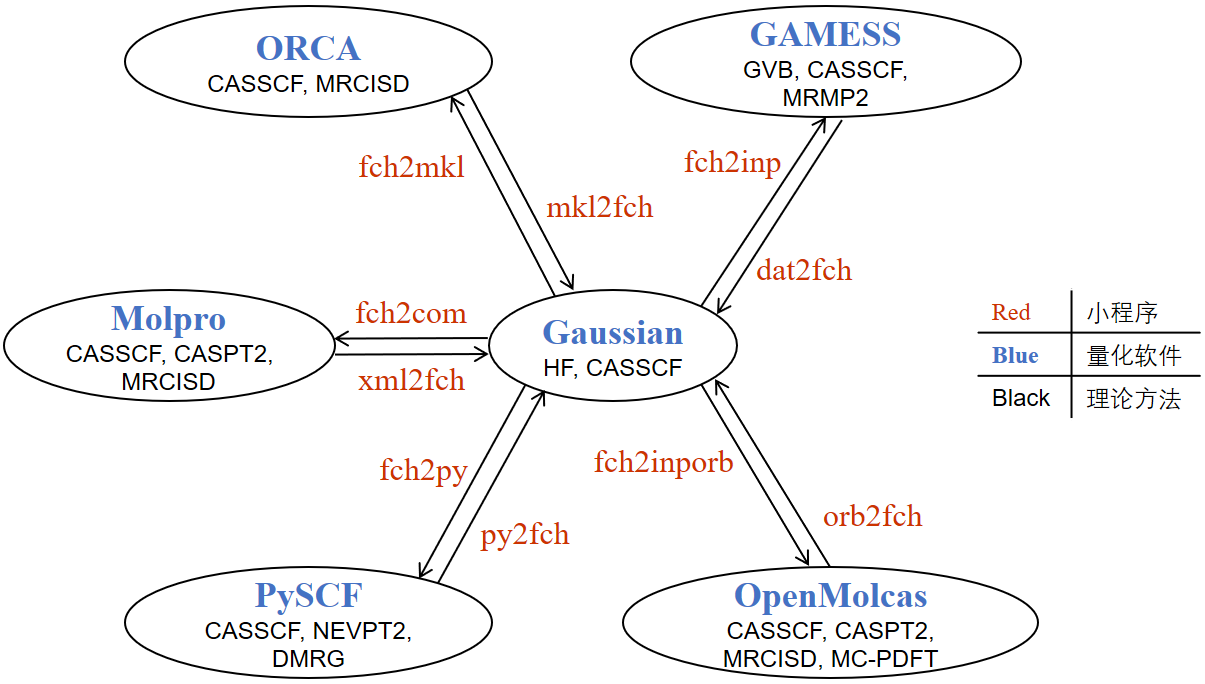 ORCA
CASSCF, MRCISD
GAMESS
GVB, CASSCF,
MRMP2
fch2mkl
mkl2fch
fch2inp
dat2fch
Molpro
CASSCF, CASPT2,
MRCISD
fch2com
xml2fch
Gaussian
HF, CASSCF
Red 小程序
Blue 量化软件
Black 理论方法
fch2py
py2fch
fch2inporb
orb2fch
PySCF
CASSCF, NEVPT2,
DMRG
OpenMolcas
CASSCF, CASPT2,
MRCISD, MC-PDFT